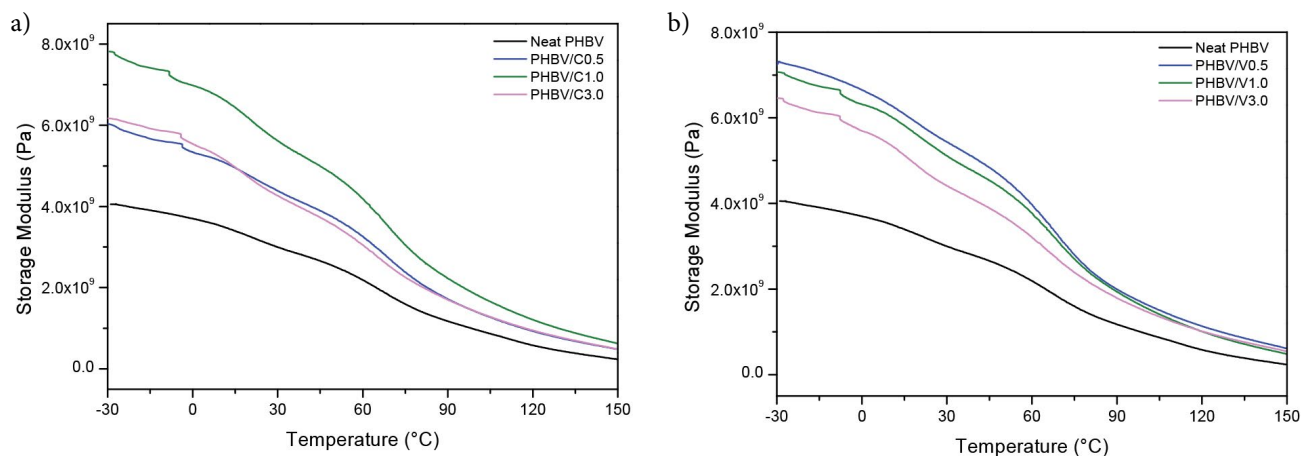 a)
8.0x10⁹
6.0x10⁹
4.0x10⁹
2.0x10⁹
0.0
Storage Modulus (Pa)
Neat PHBV
PHBV/C0.5
PHBV/C1.0
PHBV/C3.0
-30 0 30 60 90 120 150
Temperature (°C)
b)
8.0x10⁹
6.0x10⁹
4.0x10⁹
2.0x10⁹
0.0
Storage Modulus (Pa)
Neat PHBV
PHBV/V0.5
PHBV/V1.0
PHBV/V3.0
-30 0 30 60 90 120 150
Temperature (°C)